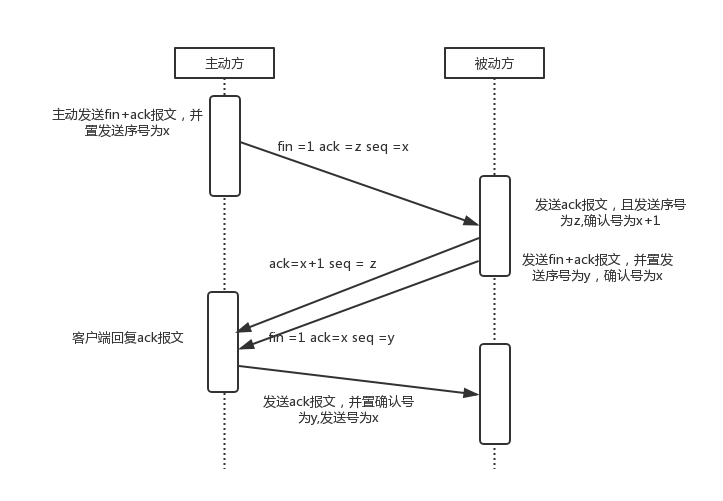 主动方
被动方
主动发送fin+ack报文，并
置发送序号为x
fin =1 ack =z seq =x
发送ack报文，且发送序号
为z,确认号为x+1
ack=x+1 seq = z
发送fin+ack报文，并置发
送序号为y，确认号为x
客户端回复ack报文
fin =1 ack=x seq =y
发送ack报文，并置确认号
为y,发送号为x